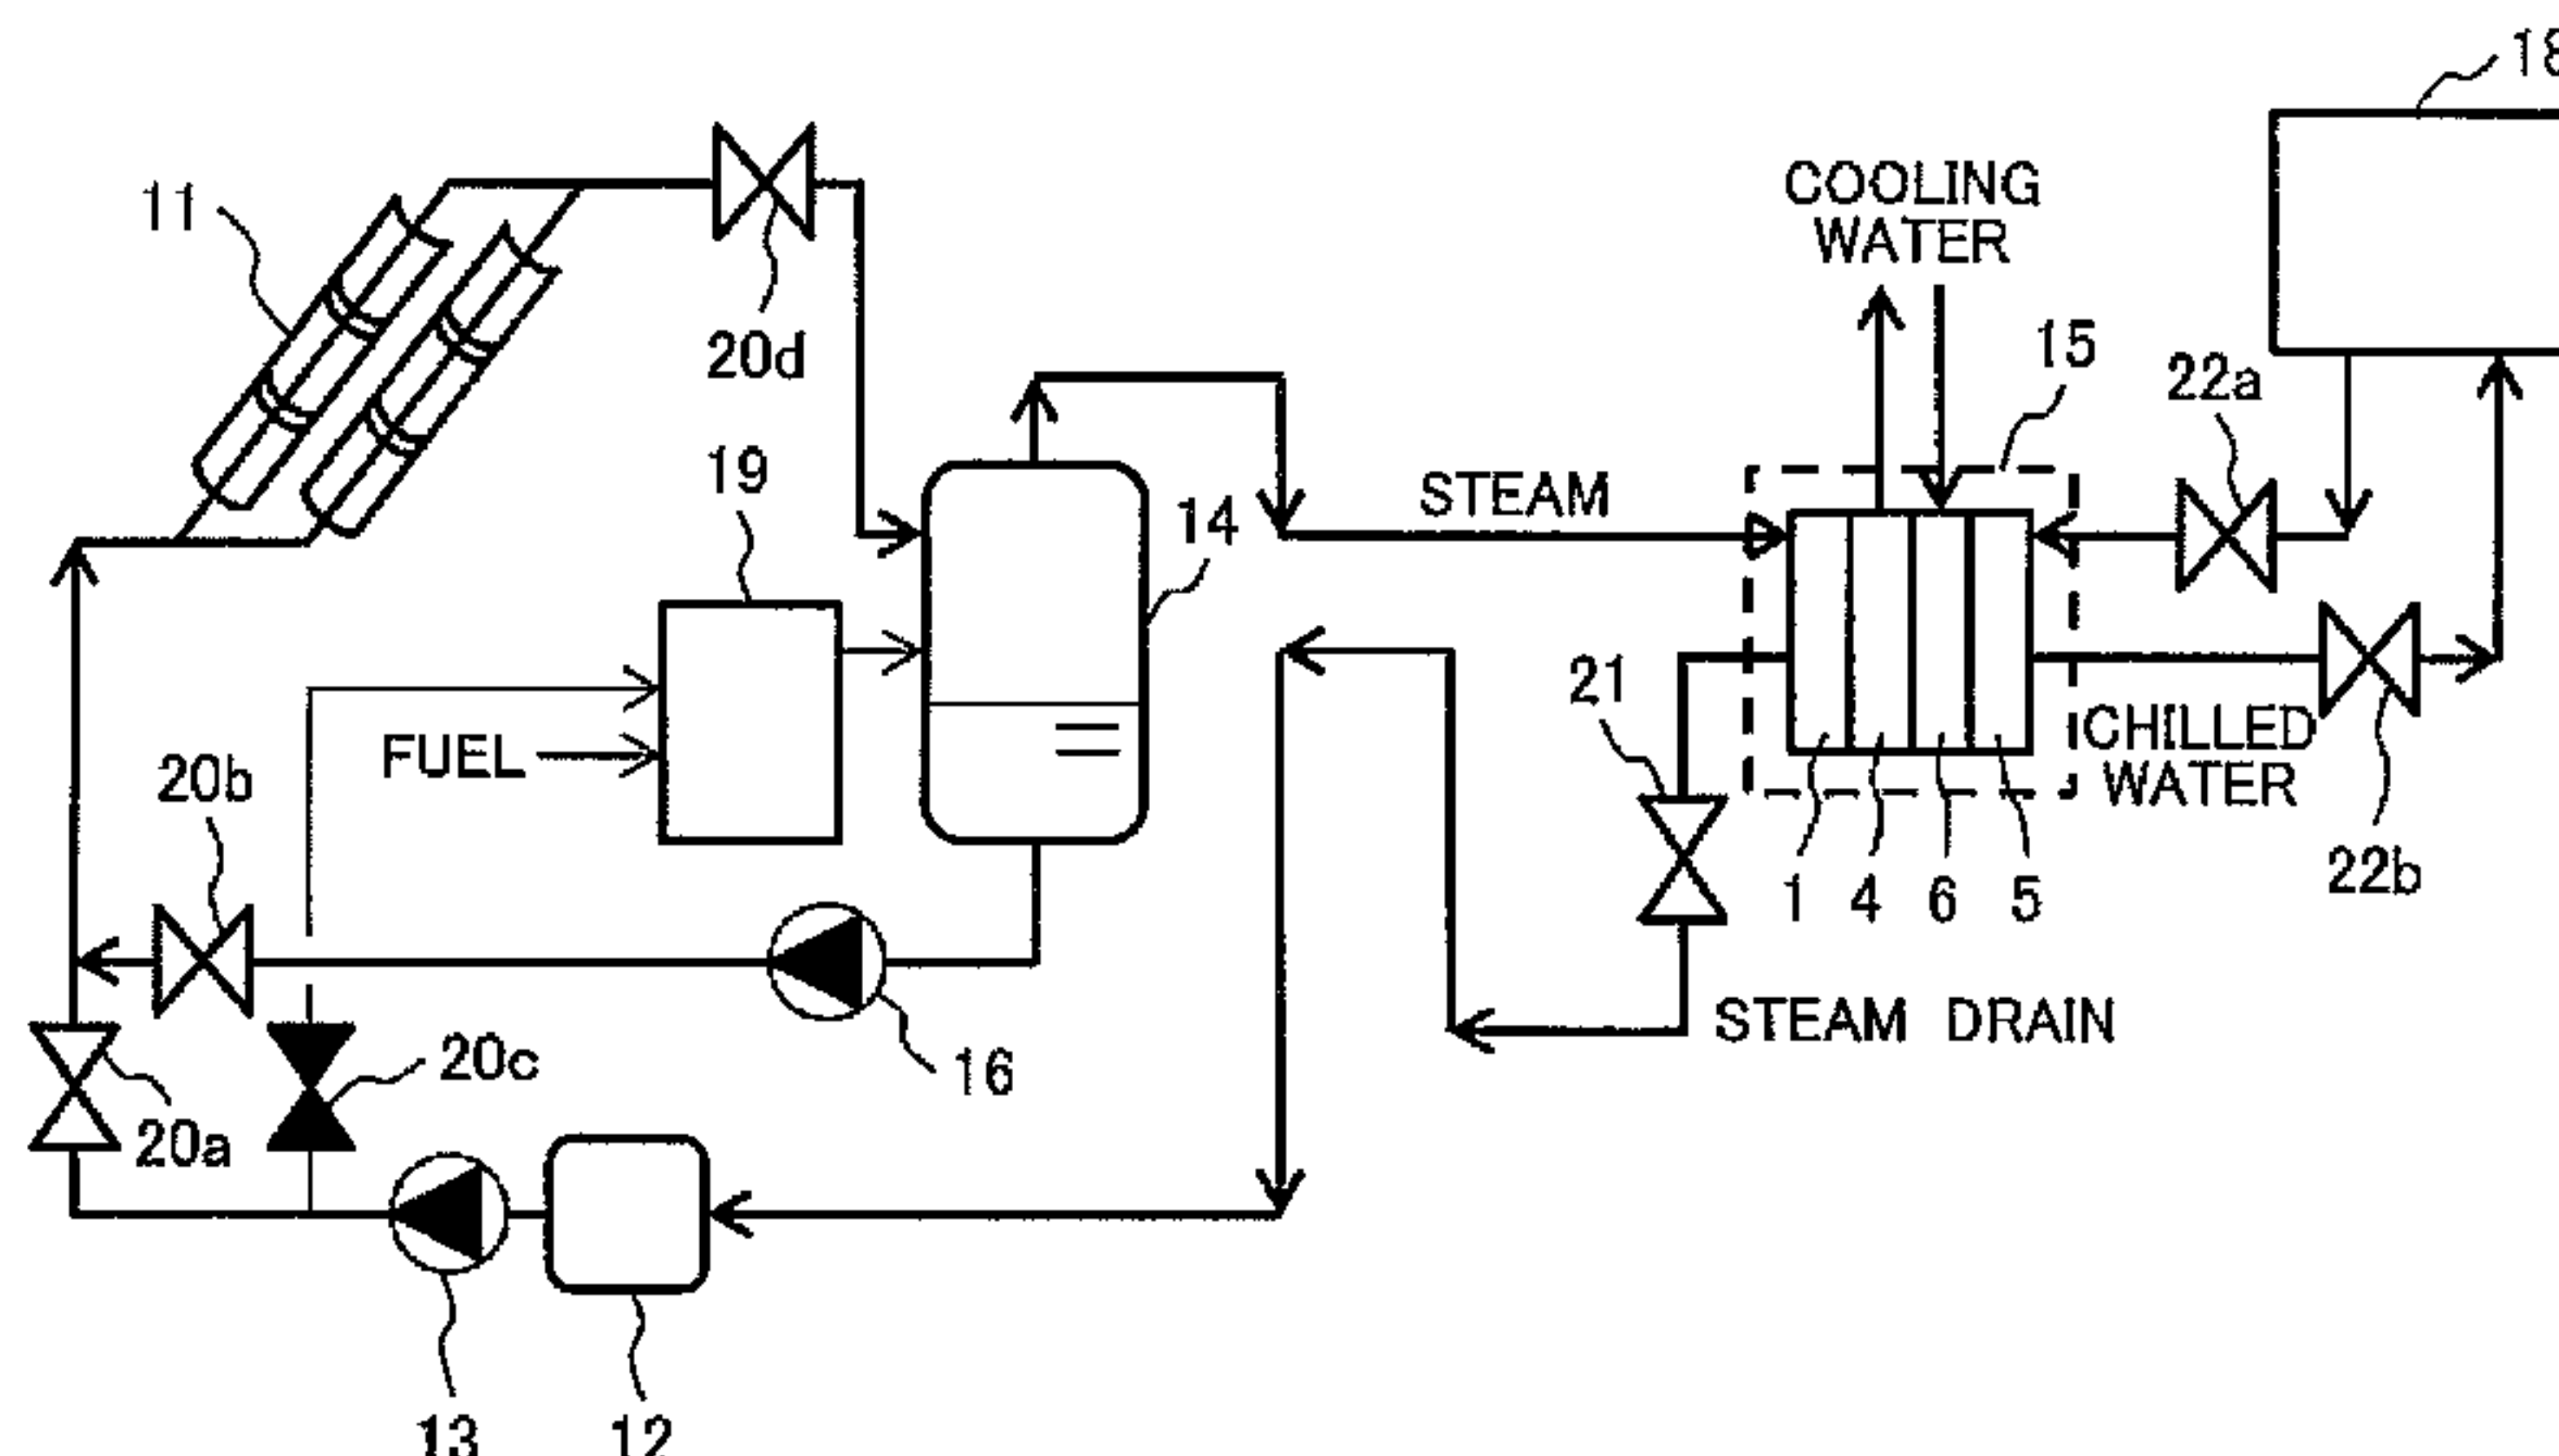 18
COOLING
WATER
11
20d
15
22a
19
STEAM
14
21
FUEL
CHILLED
WATER
20b
22b
1 4 6 5
STEAM DRAIN
20c
16
20a
13
12